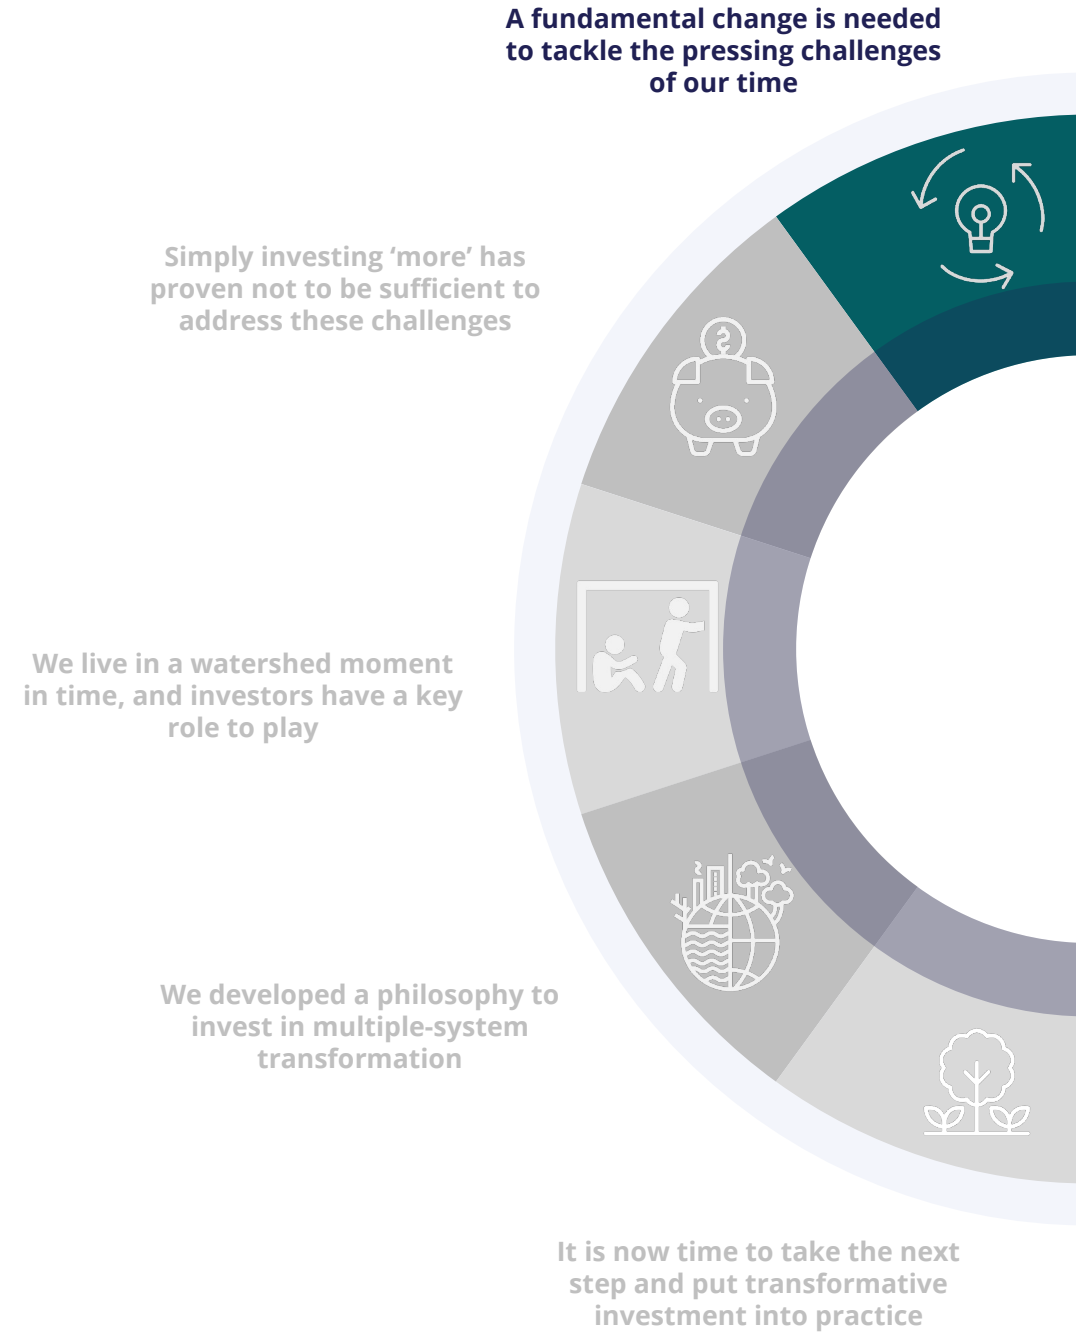 A fundamental change is needed
to tackle the pressing challenges
of our time
Simply investing ‘more’ has
proven not to be sufficient to
address these challenges
We live in a watershed moment
in time, and investors have a key
role to play
We developed a philosophy to
invest in multiple-system
transformation
It is now time to take the next
step and put transformative
investment into practice